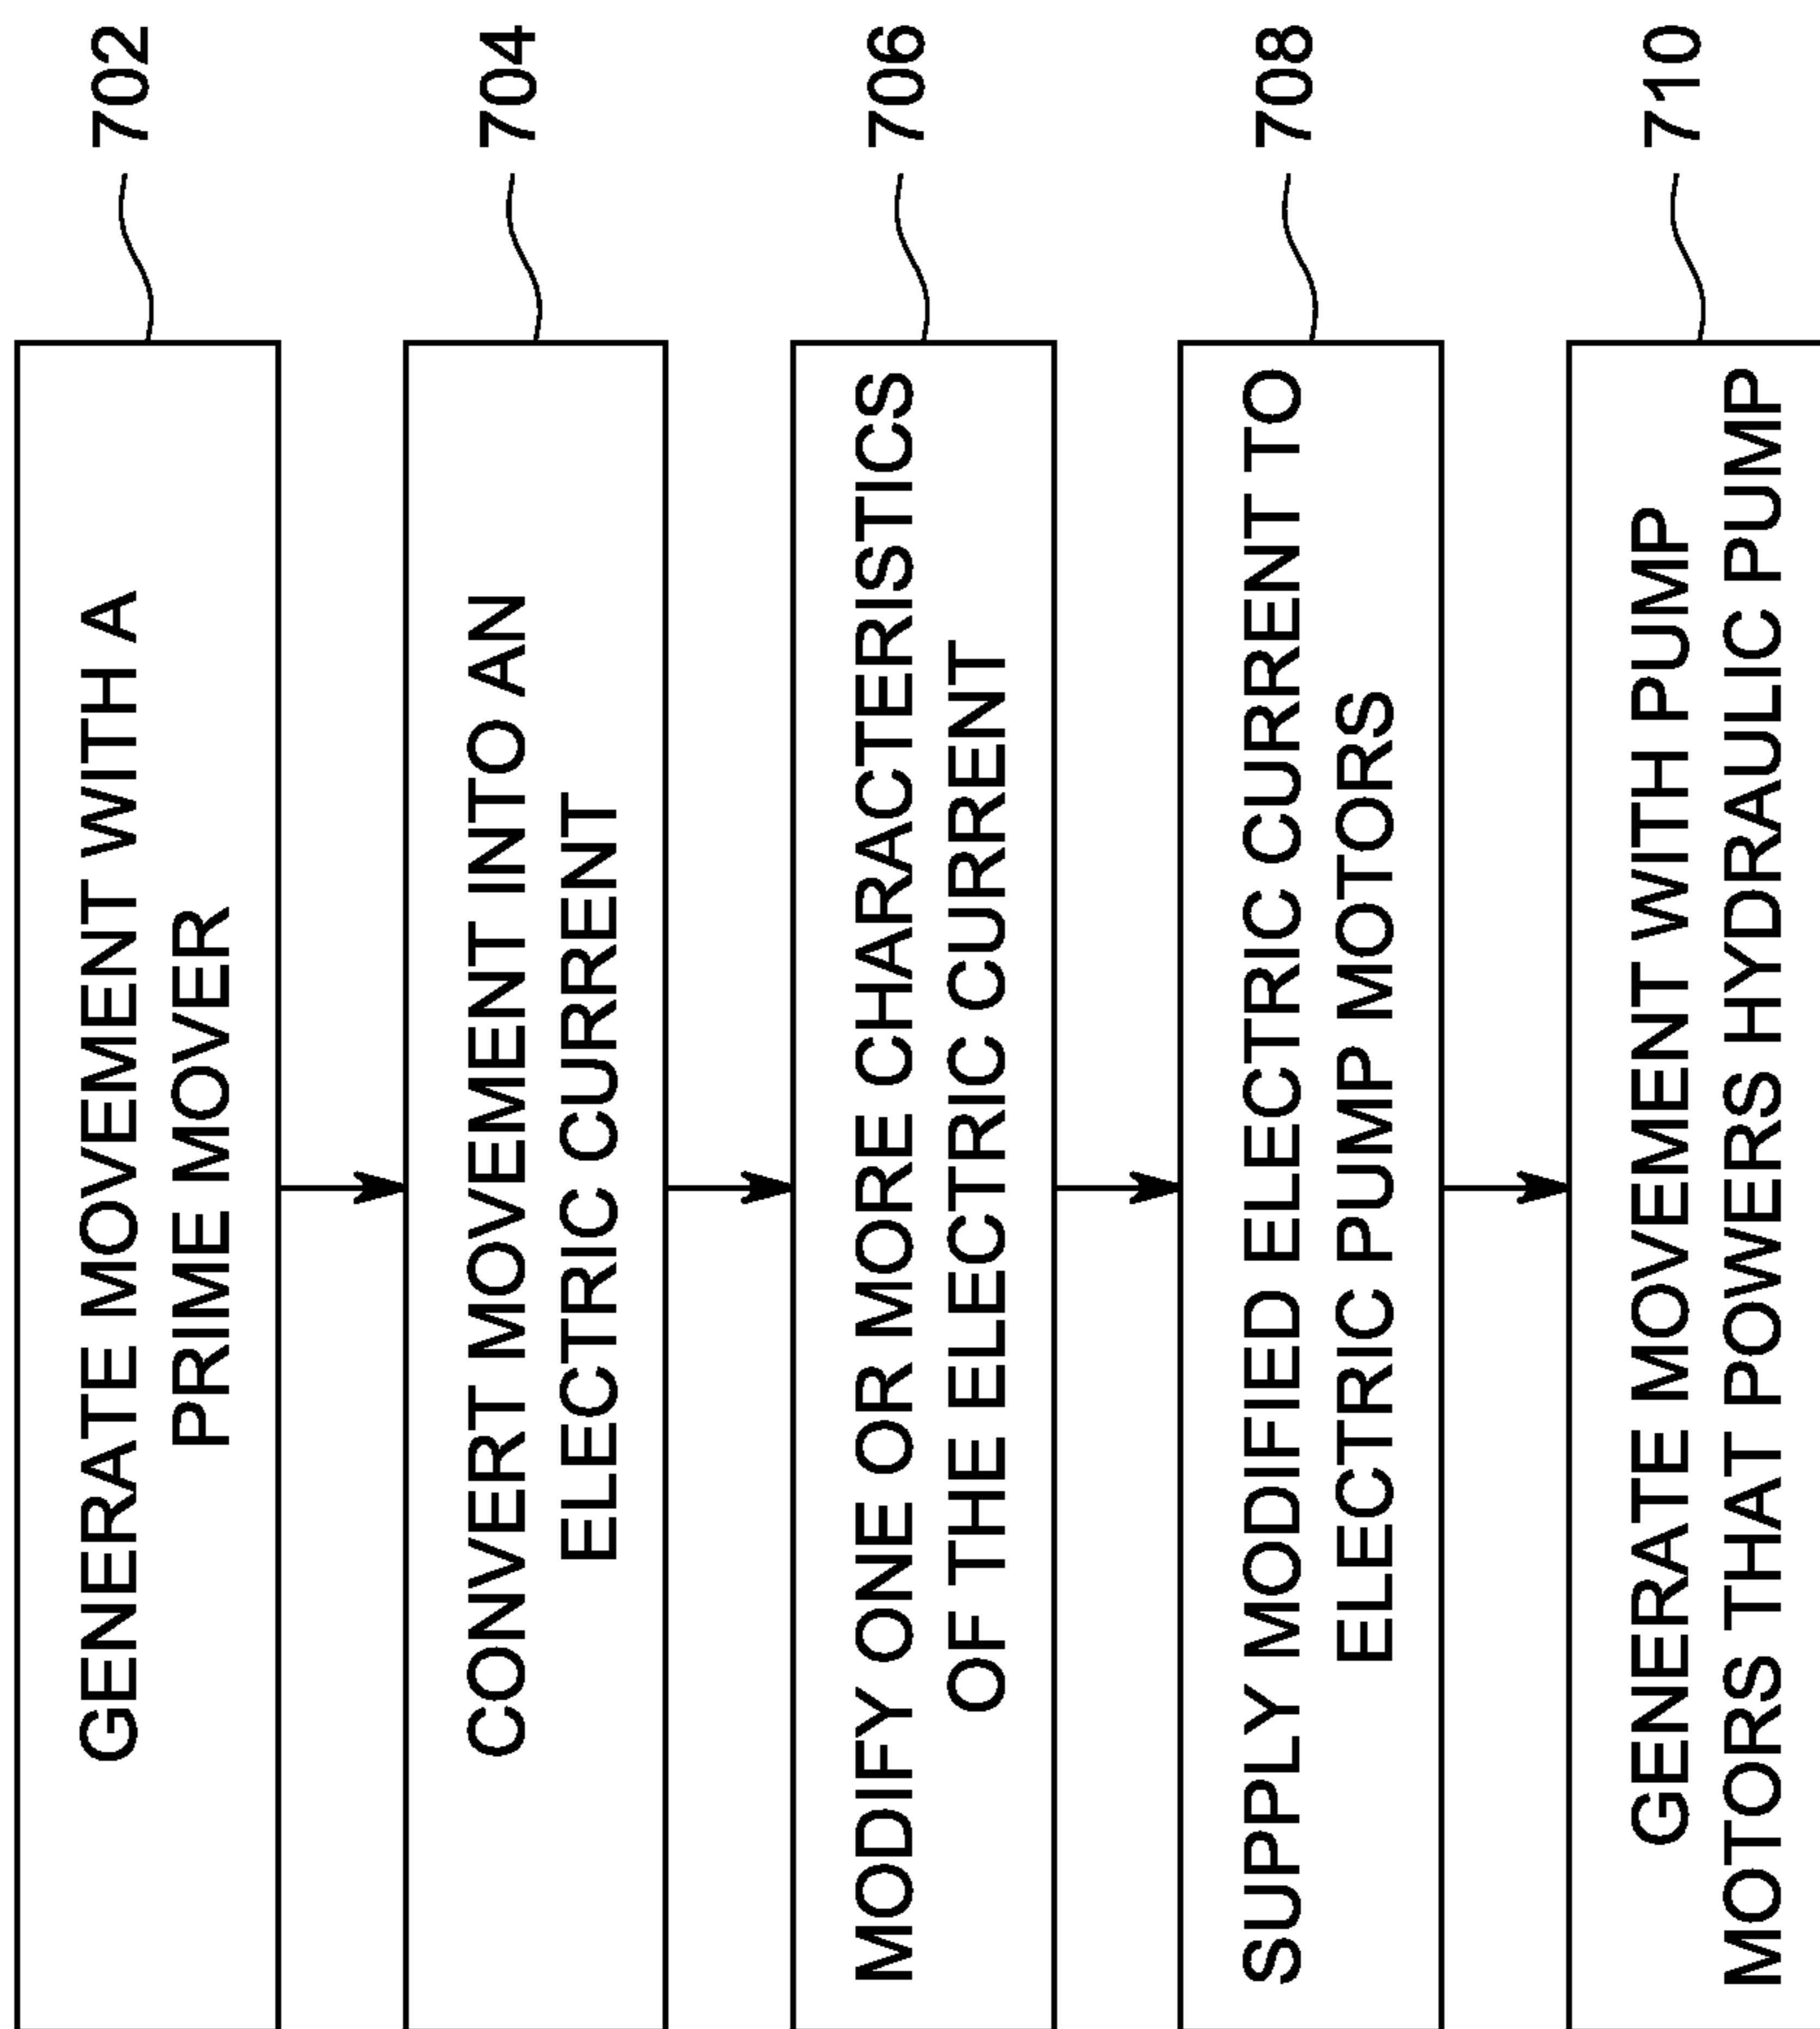 702
GENERATE MOVEMENT WITH A
PRIME MOVER
704
CONVERT MOVEMENT INTO AN
ELECTRIC CURRENT
706
MODIFY ONE OR MORE CHARACTERISTICS
OF THE ELECTRIC CURRENT
708
SUPPLY MODIFIED ELECTRIC CURRENT TO
ELECTRIC PUMP MOTORS
710
GENERATE MOVEMENT WITH PUMP
MOTORS THAT POWERS HYDRAULIC PUMP